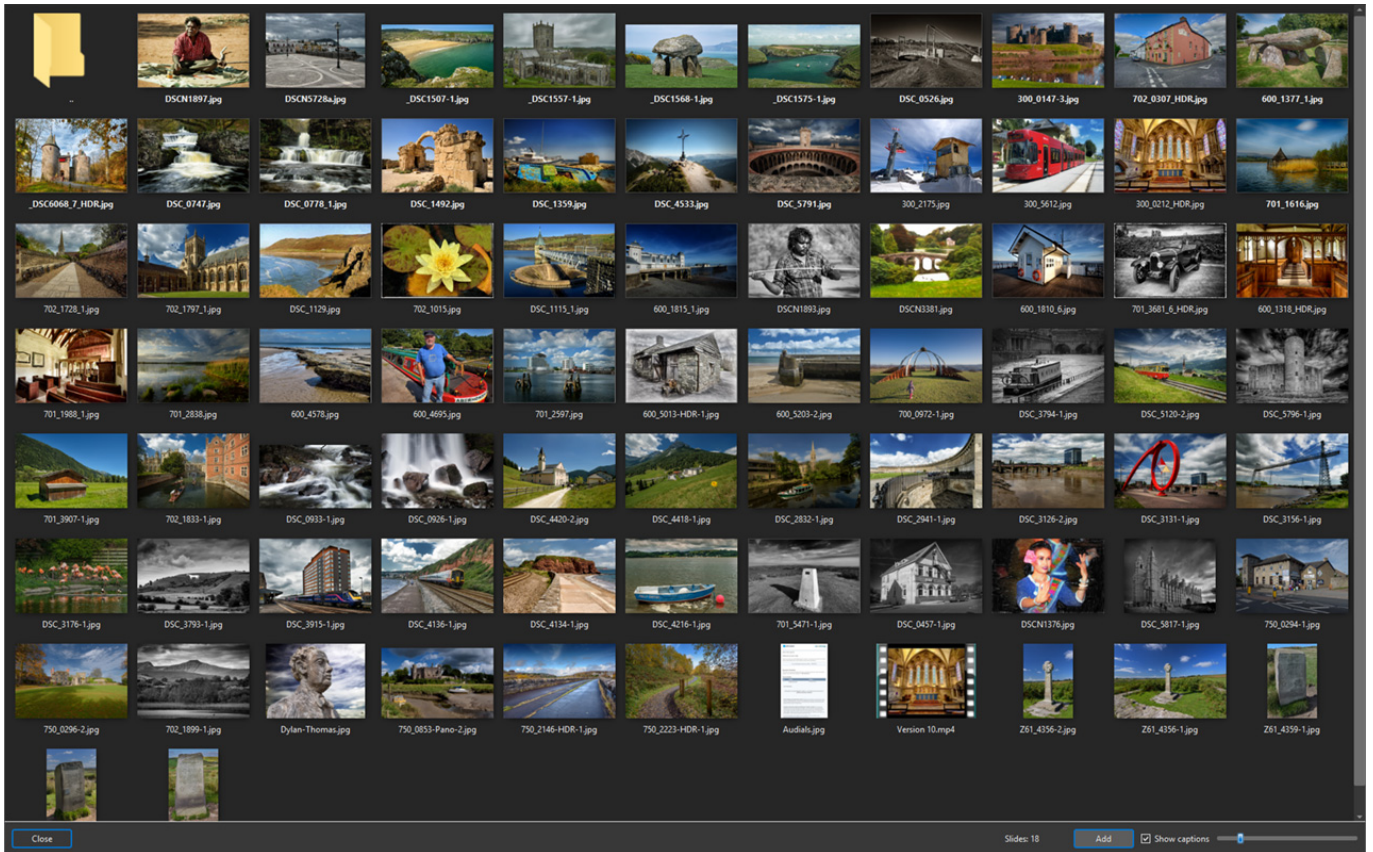 ..
DSCN1897.jpg
DSCN5728a.jpg
_DSC1507-1.jpg
_DSC1557-1.jpg
_DSC1568-1.jpg
_DSC1575-1.jpg
DSC_0526.jpg
300_0147-3.jpg
702_0307_HDR.jpg
600_1377_1.jpg
_DSC6068_7_HDR.jpg
DSC_0747.jpg
DSC_0778_1.jpg
DSC_1492.jpg
DSC_1359.jpg
DSC_4533.jpg
DSC_5791.jpg
300_2175.jpg
300_5612.jpg
300_0212_HDR.jpg
701_1616.jpg
702_1728_1.jpg
702_1797_1.jpg
DSC_1129.jpg
702_1015.jpg
DSC_1115_1.jpg
600_1815_1.jpg
DSCN1893.jpg
DSCN3381.jpg
600_1810_6.jpg
701_3681_6_HDR.jpg
600_1318_HDR.jpg
701_1988_1.jpg
701_2838.jpg
600_4578.jpg
600_4695.jpg
701_2597.jpg
600_5013-HDR-1.jpg
600_5203-2.jpg
700_0972-1.jpg
DSC_3794-1.jpg
DSC_5120-2.jpg
DSC_5796-1.jpg
701_3907-1.jpg
702_1833-1.jpg
DSC_0933-1.jpg
DSC_0926-1.jpg
DSC_4420-2.jpg
DSC_4418-1.jpg
DSC_2832-1.jpg
DSC_2941-1.jpg
DSC_3126-2.jpg
DSC_3131-1.jpg
DSC_3156-1.jpg
DSC_3176-1.jpg
DSC_3793-1.jpg
DSC_3915-1.jpg
DSC_4136-1.jpg
DSC_4134-1.jpg
DSC_4216-1.jpg
701_5471-1.jpg
DSC_0457-1.jpg
DSCN1376.jpg
DSC_5817-1.jpg
750_0294-1.jpg
750_0296-2.jpg
702_1899-1.jpg
Dylan-Thomas.jpg
750_0853-Pano-2.jpg
750_2146-HDR-1.jpg
750_2223-HDR-1.jpg
Audials.jpg
Version 10.mp4
Z61_4356-2.jpg
Z61_4356-1.jpg
Z61_4359-1.jpg
Close
Slides: 18
Add
Show captions